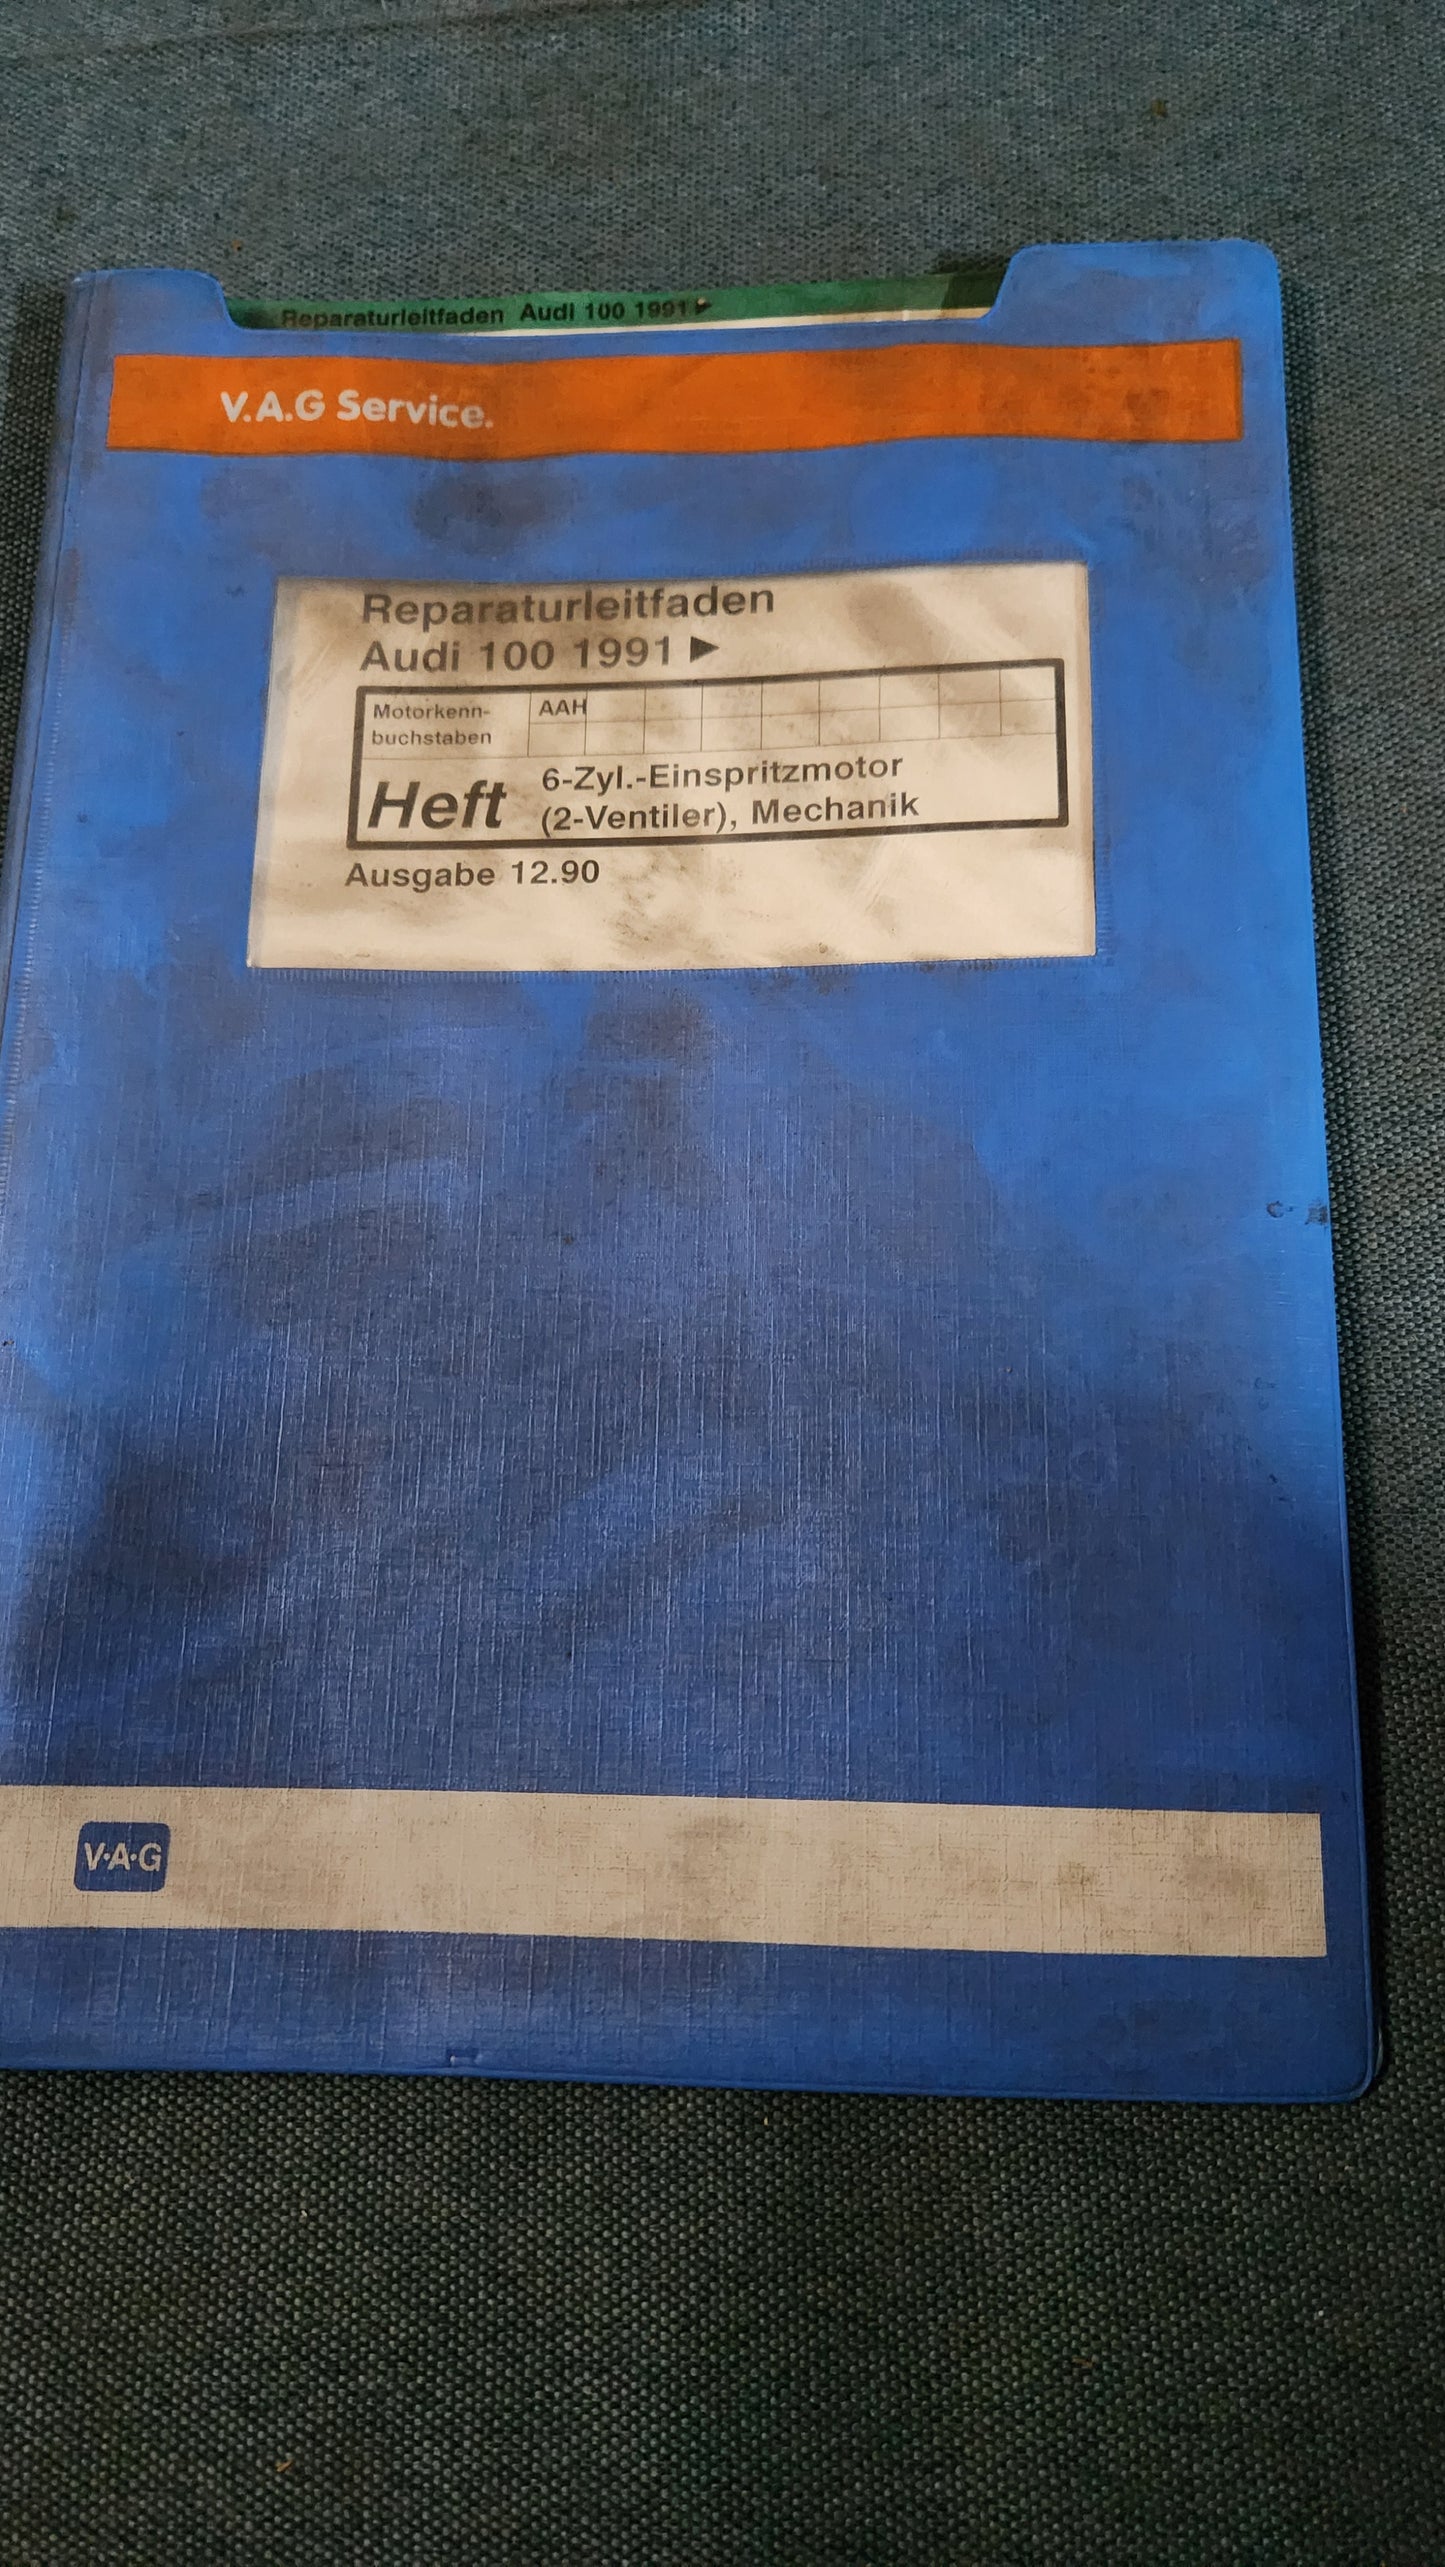 Reparaturleitfaden Audi 100 1991 ▶
V.A.G Service.
Reparaturleitfaden
Audi 100 1991 ▶
Motorkenn-
buchstaben
AAH
Heft
6-Zyl.-Einspritzmotor
(2-Ventiler), Mechanik
Ausgabe 12.90
V·A·G